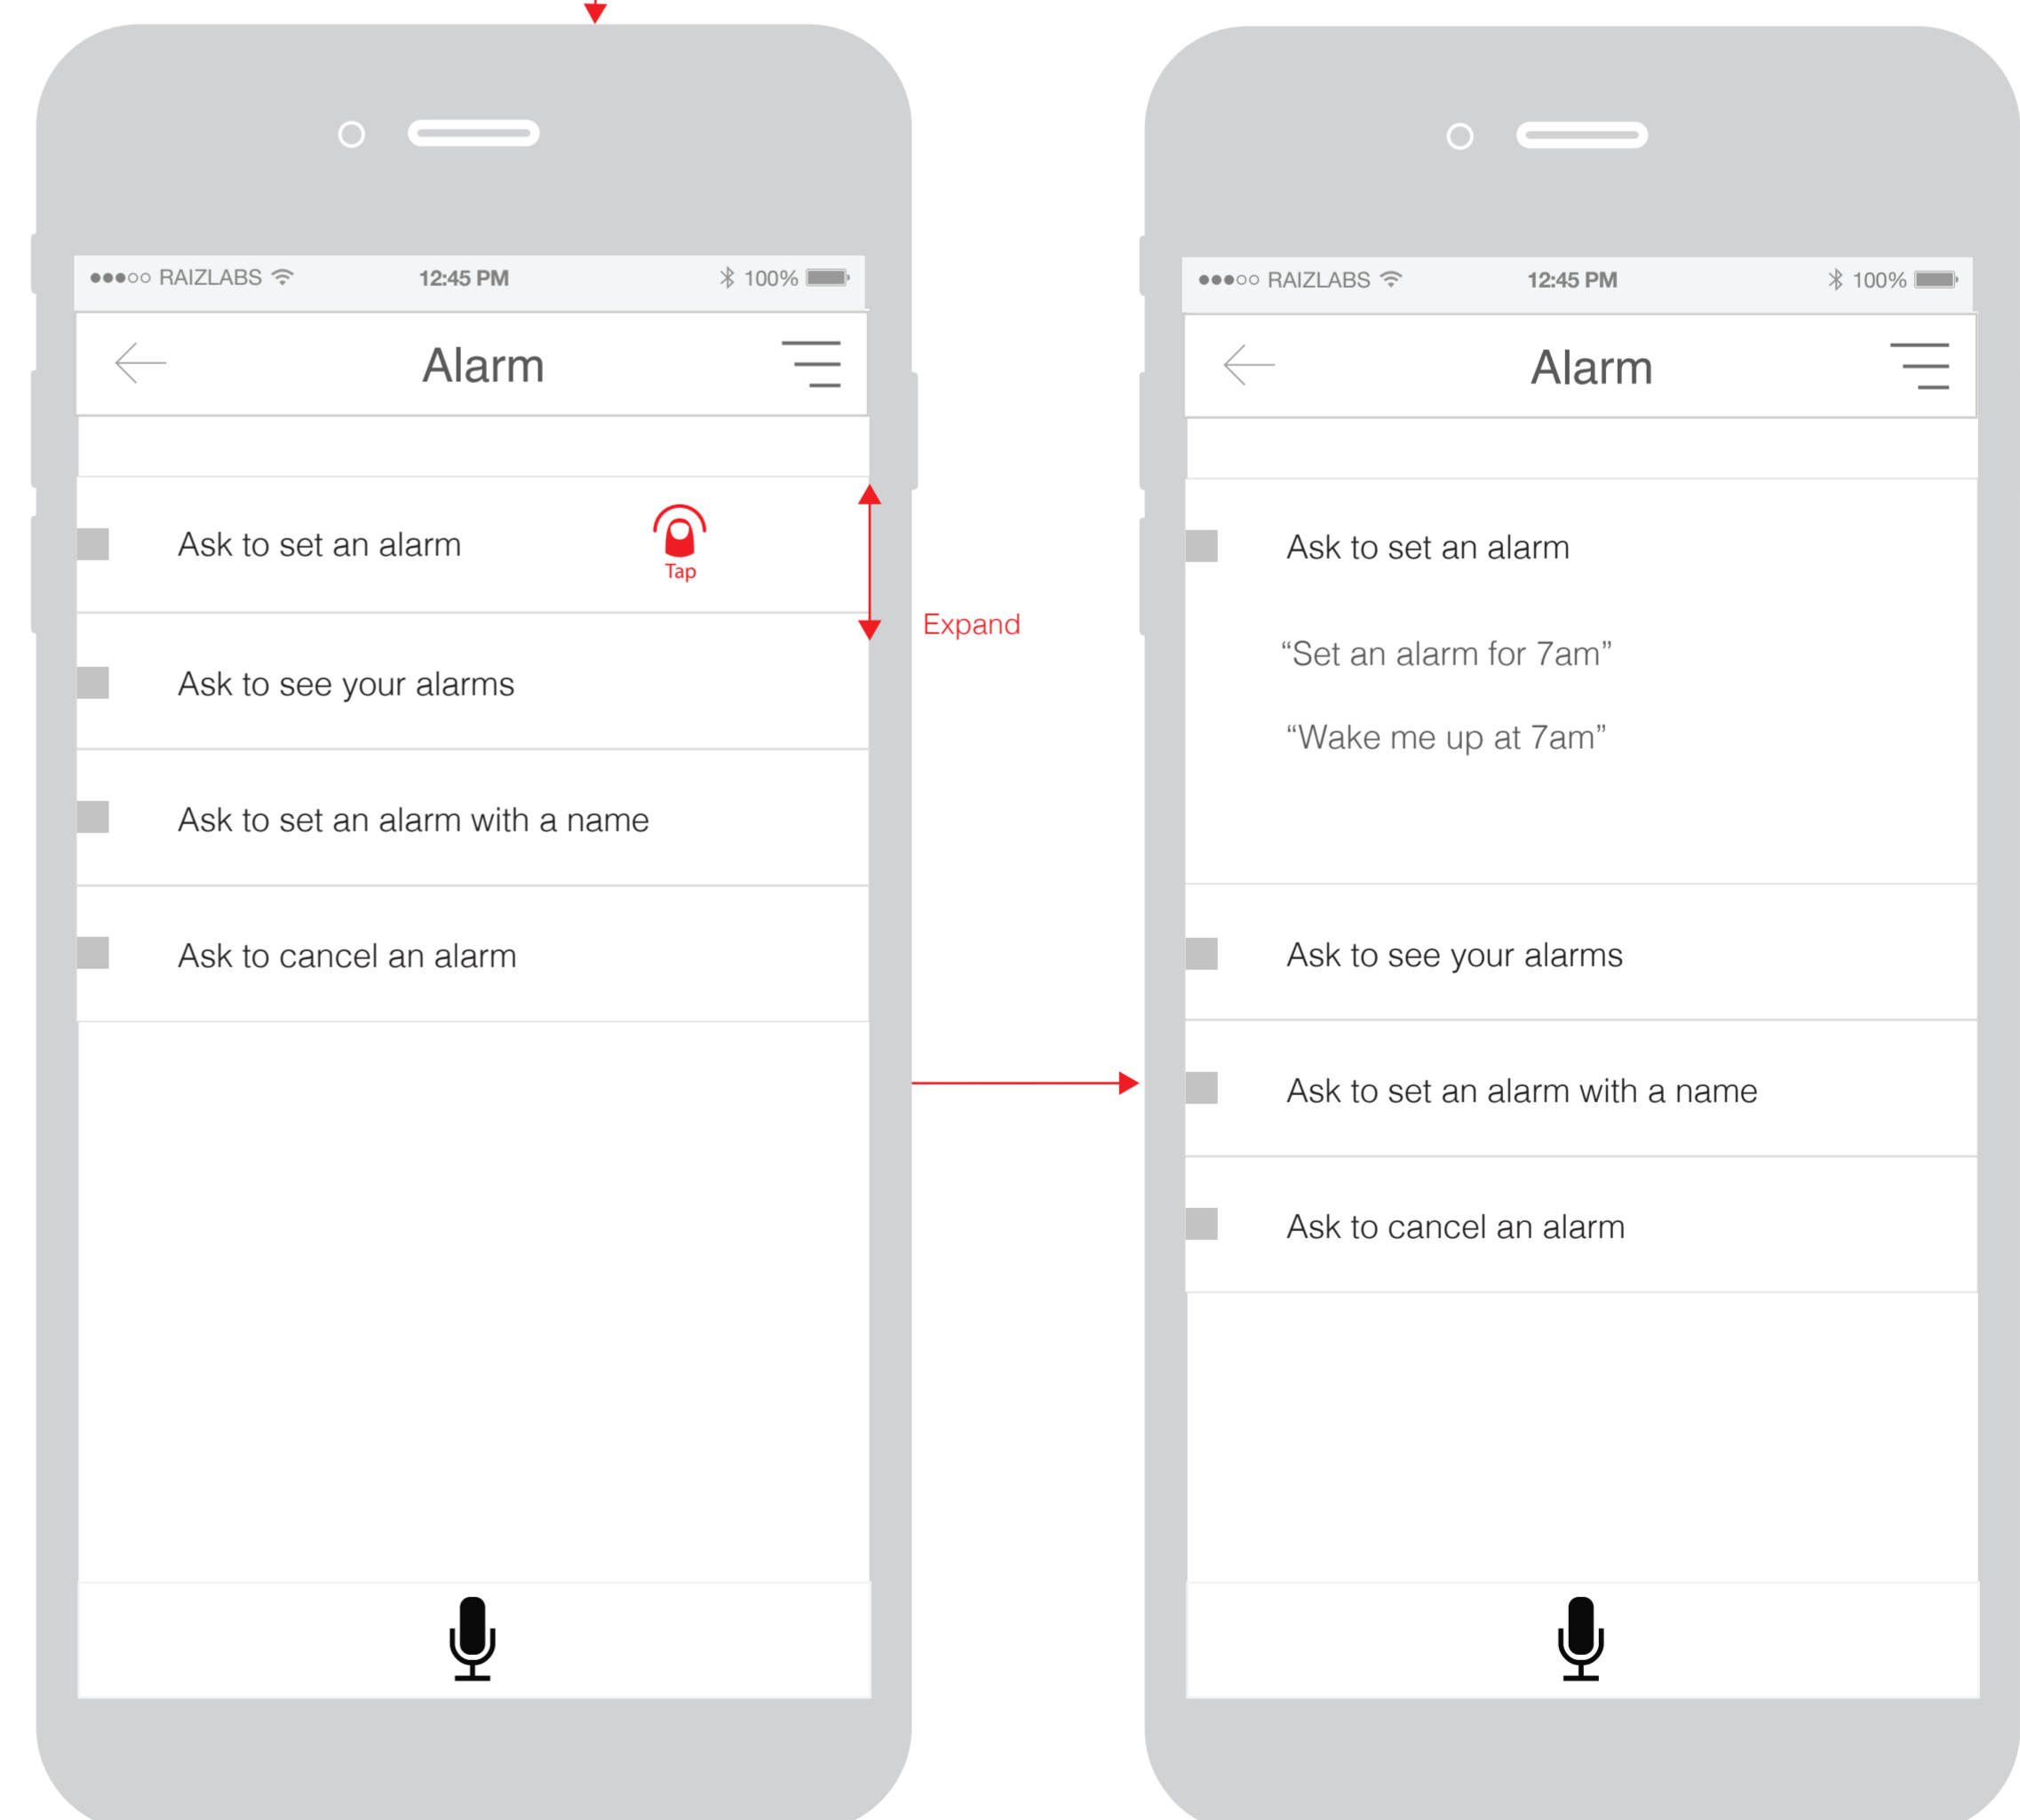 RAIZLABS 12:45 PM 100%
Alarm
Ask to set an alarm
Tap
Expand
Ask to see your alarms
Ask to set an alarm with a name
Ask to cancel an alarm
RAIZLABS 12:45 PM 100%
Alarm
Ask to set an alarm
“Set an alarm for 7am”
“Wake me up at 7am”
Ask to see your alarms
Ask to set an alarm with a name
Ask to cancel an alarm